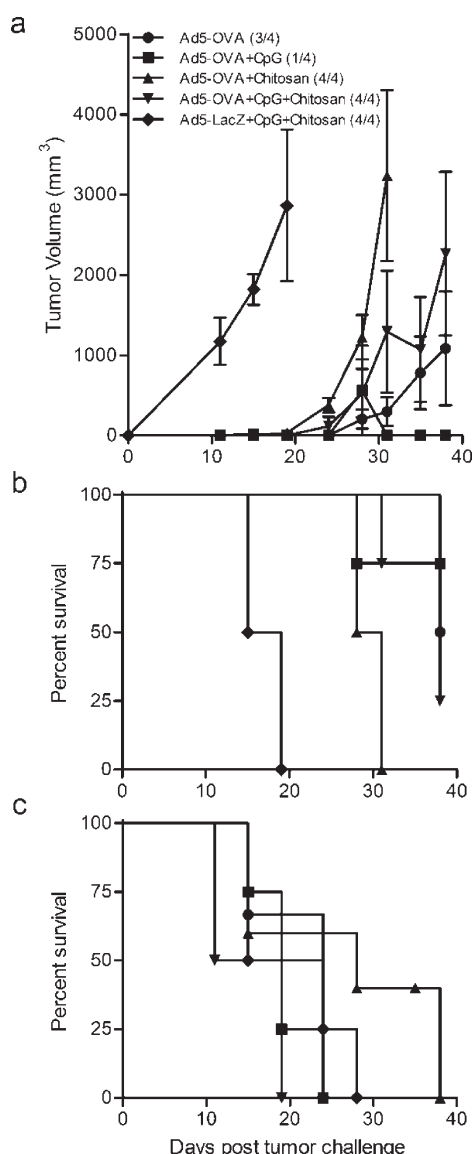 a
5000
4000
3000
2000
1000
0
Tumor Volume (mm³)
Ad5-OVA (3/4)
Ad5-OVA+CpG (1/4)
Ad5-OVA+Chitosan (4/4)
Ad5-OVA+CpG+Chitosan (4/4)
Ad5-LacZ+CpG+Chitosan (4/4)
0 10 20 30 40
b
100
75
50
25
0
Percent survival
0 20 30 40
c
100
75
50
25
0
Percent survival
0 10 20 30 40
Days post tumor challenge